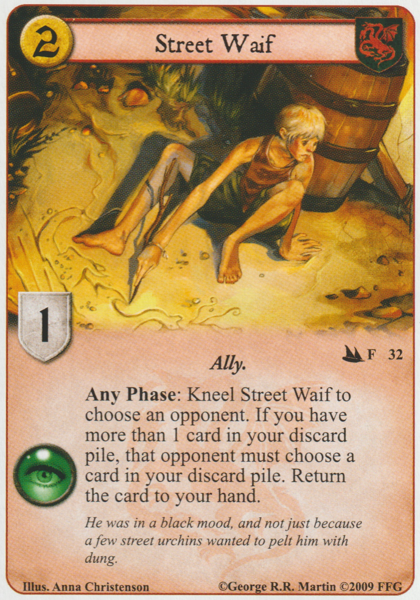 2
Street Waif
1
F 32
Ally.
Any Phase: Kneel Street Waif to
choose an opponent. If you have
more than 1 card in your discard
pile, that opponent must choose a
card in your discard pile. Return
the card to your hand.
He was in a black mood, and not just because
a few street urchins wanted to pelt him with
dung.
Illus. Anna Christenson
©George R.R. Martin ©2009 FFG